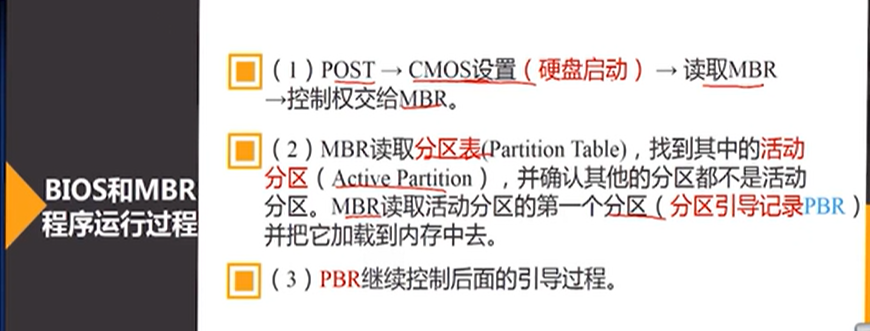 BIOS和MBR
程序运行过程
（1）POST → CMOS设置（硬盘启动）→ 读取MBR
→控制权交给MBR。
（2）MBR读取分区表(Partition Table)，找到其中的活动
分区（Active Partition），并确认其他的分区都不是活动
分区。MBR读取活动分区的第一个分区（分区引导记录PBR）
并把它加载到内存中去。
（3）PBR继续控制后面的引导过程。